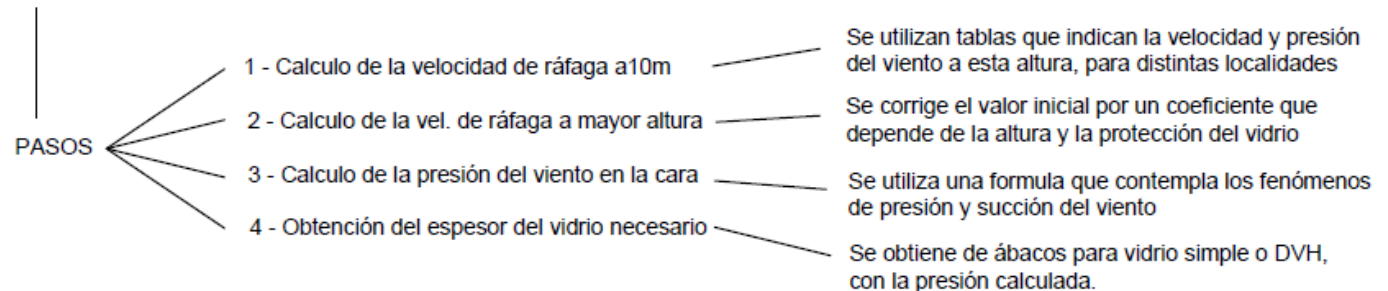 PASOS
1 - Calculo de la velocidad de ráfaga a10m
Se utilizan tablas que indican la velocidad y presión
del viento a esta altura, para distintas localidades
2 - Calculo de la vel. de ráfaga a mayor altura
Se corrige el valor inicial por un coeficiente que
depende de la altura y la protección del vidrio
3 - Calculo de la presión del viento en la cara
Se utiliza una formula que contempla los fenómenos
de presión y succión del viento
4 - Obtención del espesor del vidrio necesario
Se obtiene de ábacos para vidrio simple o DVH,
con la presión calculada.